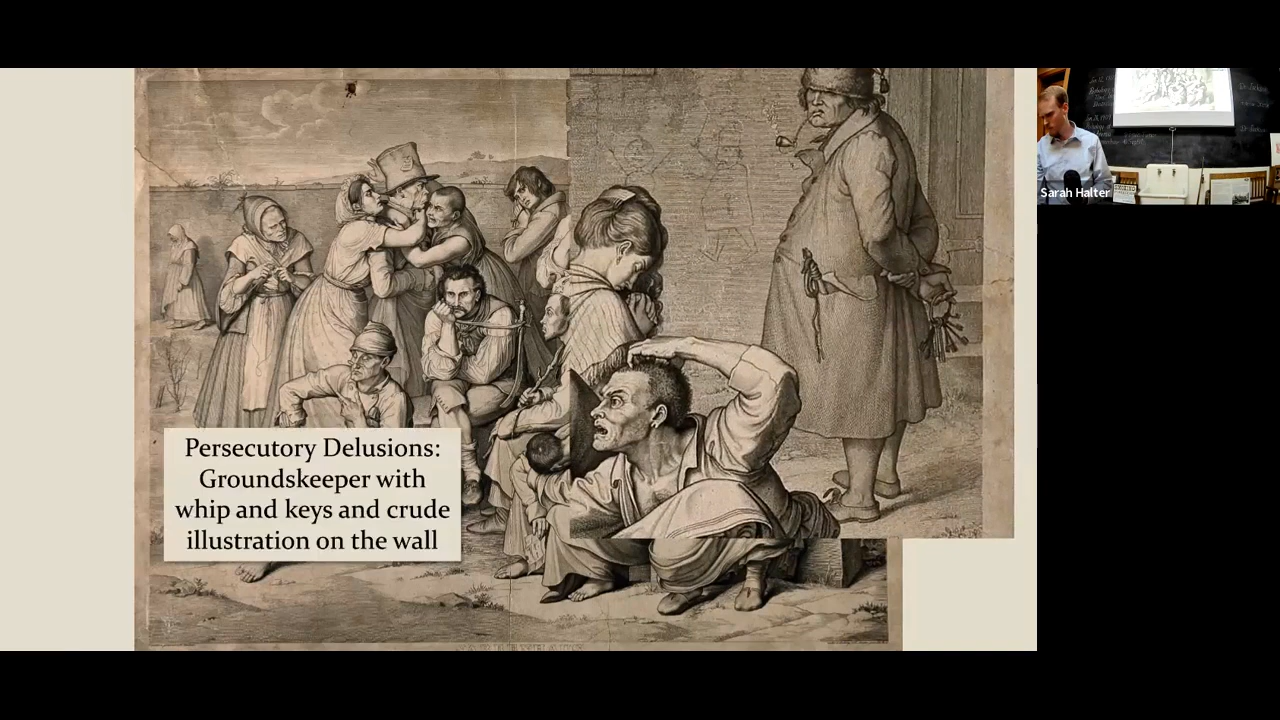 Persecutory Delusions:
Groundskeeper with
whip and keys and crude
illustration on the wall
Sarah Halter